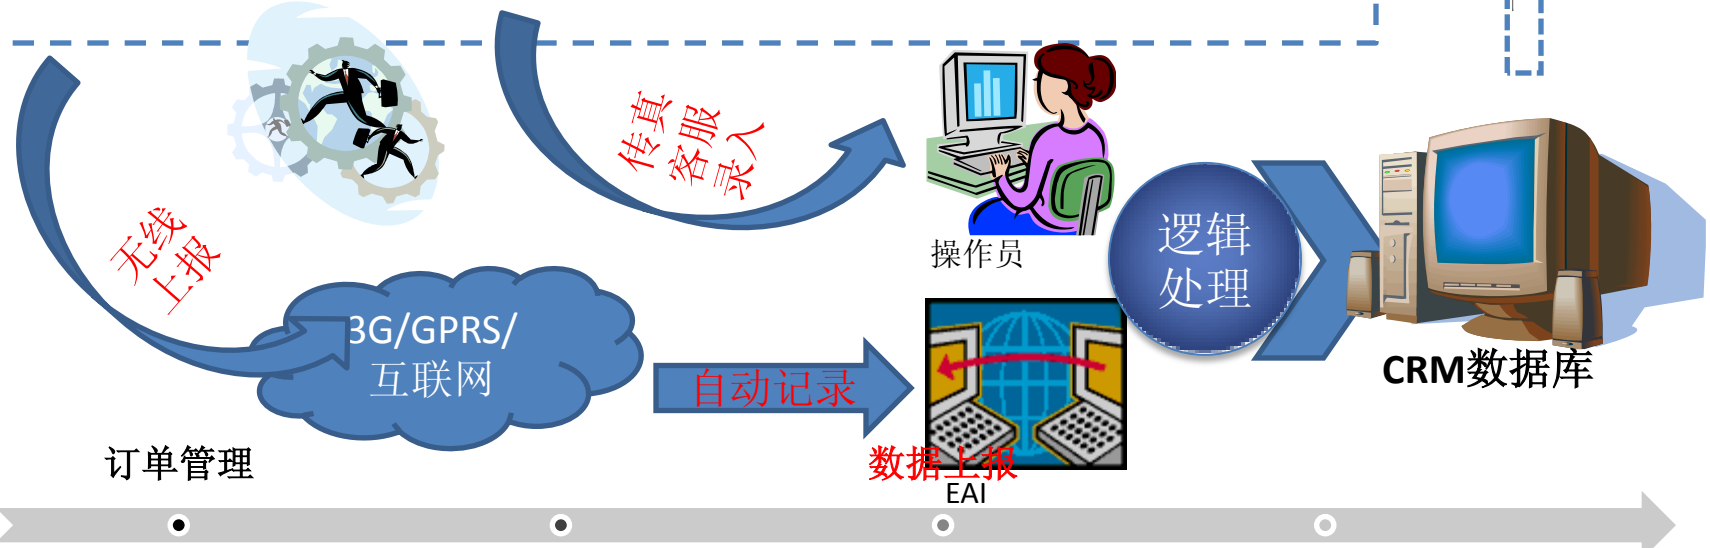 传真
客服
录入
无线
上报
操作员
逻辑
处理
3G/GPRS/
互联网
自动记录
CRM数据库
订单管理
数据上报
EAI